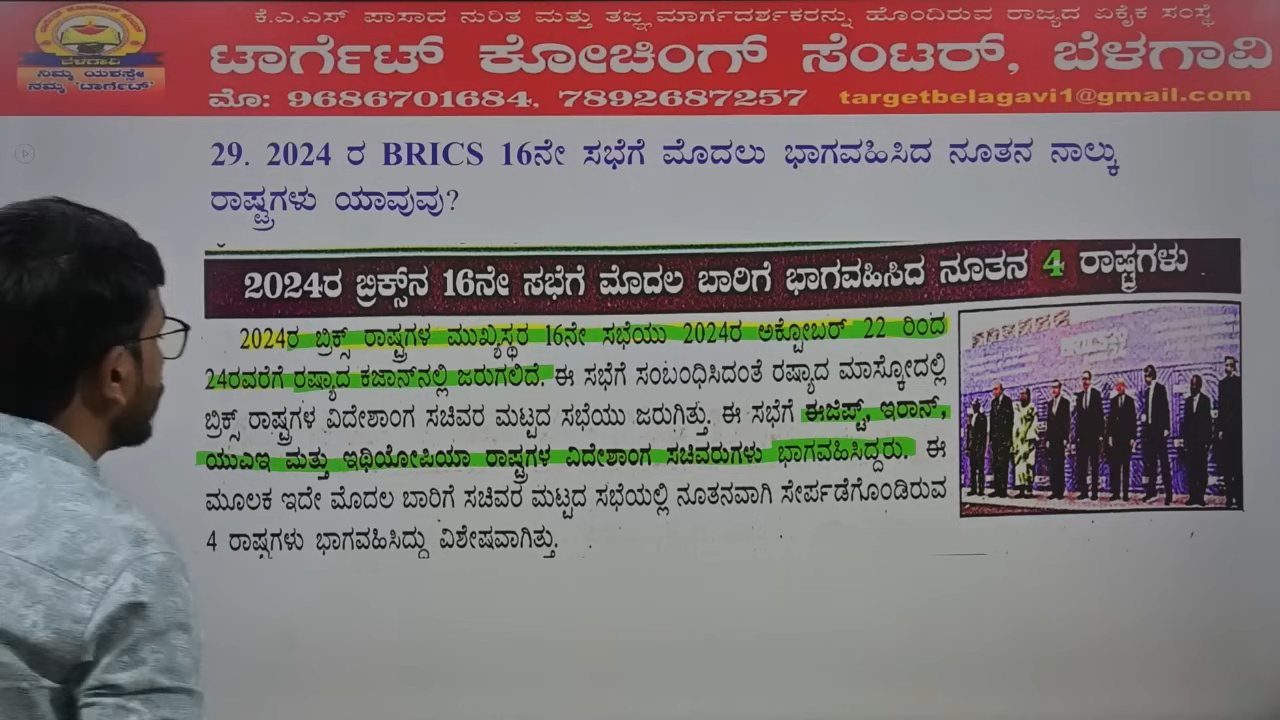 ಕೆ.ಎ.ಎಸ್ ಪಾಸಾದ ನುರಿತ ಮತ್ತು ತಜ್ಞ ಮಾರ್ಗದರ್ಶಕರನ್ನು ಹೊಂದಿರುವ ರಾಜ್ಯದ ಏಕೈಕ ಸಂಸ್ಥೆ
ಟಾರ್ಗೆಟ್ ಕೋಚಿಂಗ್ ಸೆಂಟರ್, ಬೆಳಗಾವಿ
ಬೆಳಗಾವಿ
ನಿಮ್ಮ ಯಶಸ್ಸೇ
ನಮ್ಮ 'ಟಾರ್ಗೆಟ್'
ಮೊ: 9686701684, 7892687257 targetbelagavi1@gmail.com
29. 2024 ರ BRICS 16ನೇ ಸಭೆಗೆ ಮೊದಲು ಭಾಗವಹಿಸಿದ ನೂತನ ನಾಲ್ಕು
ರಾಷ್ಟ್ರಗಳು ಯಾವುವು?
2024ರ ಬ್ರಿಕ್ಸ್‌ನ 16ನೇ ಸಭೆಗೆ ಮೊದಲ ಬಾರಿಗೆ ಭಾಗವಹಿಸಿದ ನೂತನ 4 ರಾಷ್ಟ್ರಗಳು
2024ರ ಬ್ರಿಕ್ಸ್ ರಾಷ್ಟ್ರಗಳ ಮುಖ್ಯಸ್ಥರ 16ನೇ ಸಭೆಯು 2024ರ ಅಕ್ಟೋಬರ್ 22 ರಿಂದ
24ರವರೆಗೆ ರಷ್ಯಾದ ಕಜಾನ್‌ನಲ್ಲಿ ಜರುಗಲಿದೆ. ಈ ಸಭೆಗೆ ಸಂಬಂಧಿಸಿದಂತೆ ರಷ್ಯಾದ ಮಾಸ್ಕೋದಲ್ಲಿ
ಬ್ರಿಕ್ಸ್ ರಾಷ್ಟ್ರಗಳ ವಿದೇಶಾಂಗ ಸಚಿವರ ಮಟ್ಟದ ಸಭೆಯು ಜರುಗಿತ್ತು. ಈ ಸಭೆಗೆ ಈಜಿಪ್ಟ್, ಇರಾನ್,
ಯುಎಇ ಮತ್ತು ಇಥಿಯೋಪಿಯಾ ರಾಷ್ಟ್ರಗಳ ವಿದೇಶಾಂಗ ಸಚಿವರುಗಳು ಭಾಗವಹಿಸಿದ್ದರು. ಈ
ಮೂಲಕ ಇದೇ ಮೊದಲ ಬಾರಿಗೆ ಸಚಿವರ ಮಟ್ಟದ ಸಭೆಯಲ್ಲಿ ನೂತನವಾಗಿ ಸೇರ್ಪಡೆಗೊಂಡಿರುವ
4 ರಾಷ್ಟ್ರಗಳು ಭಾಗವಹಿಸಿದ್ದು ವಿಶೇಷವಾಗಿತ್ತು.